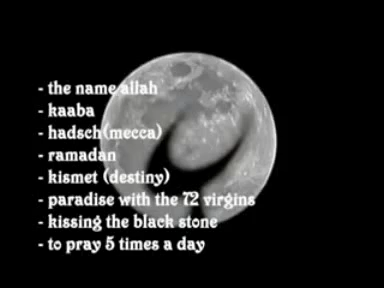 - the name allah
- kaaba
- hadsch(mecca)
- ramadan
- kismet (destiny)
- paradise with the 72 virgins
- kissing the black stone
- to pray 5 times a day